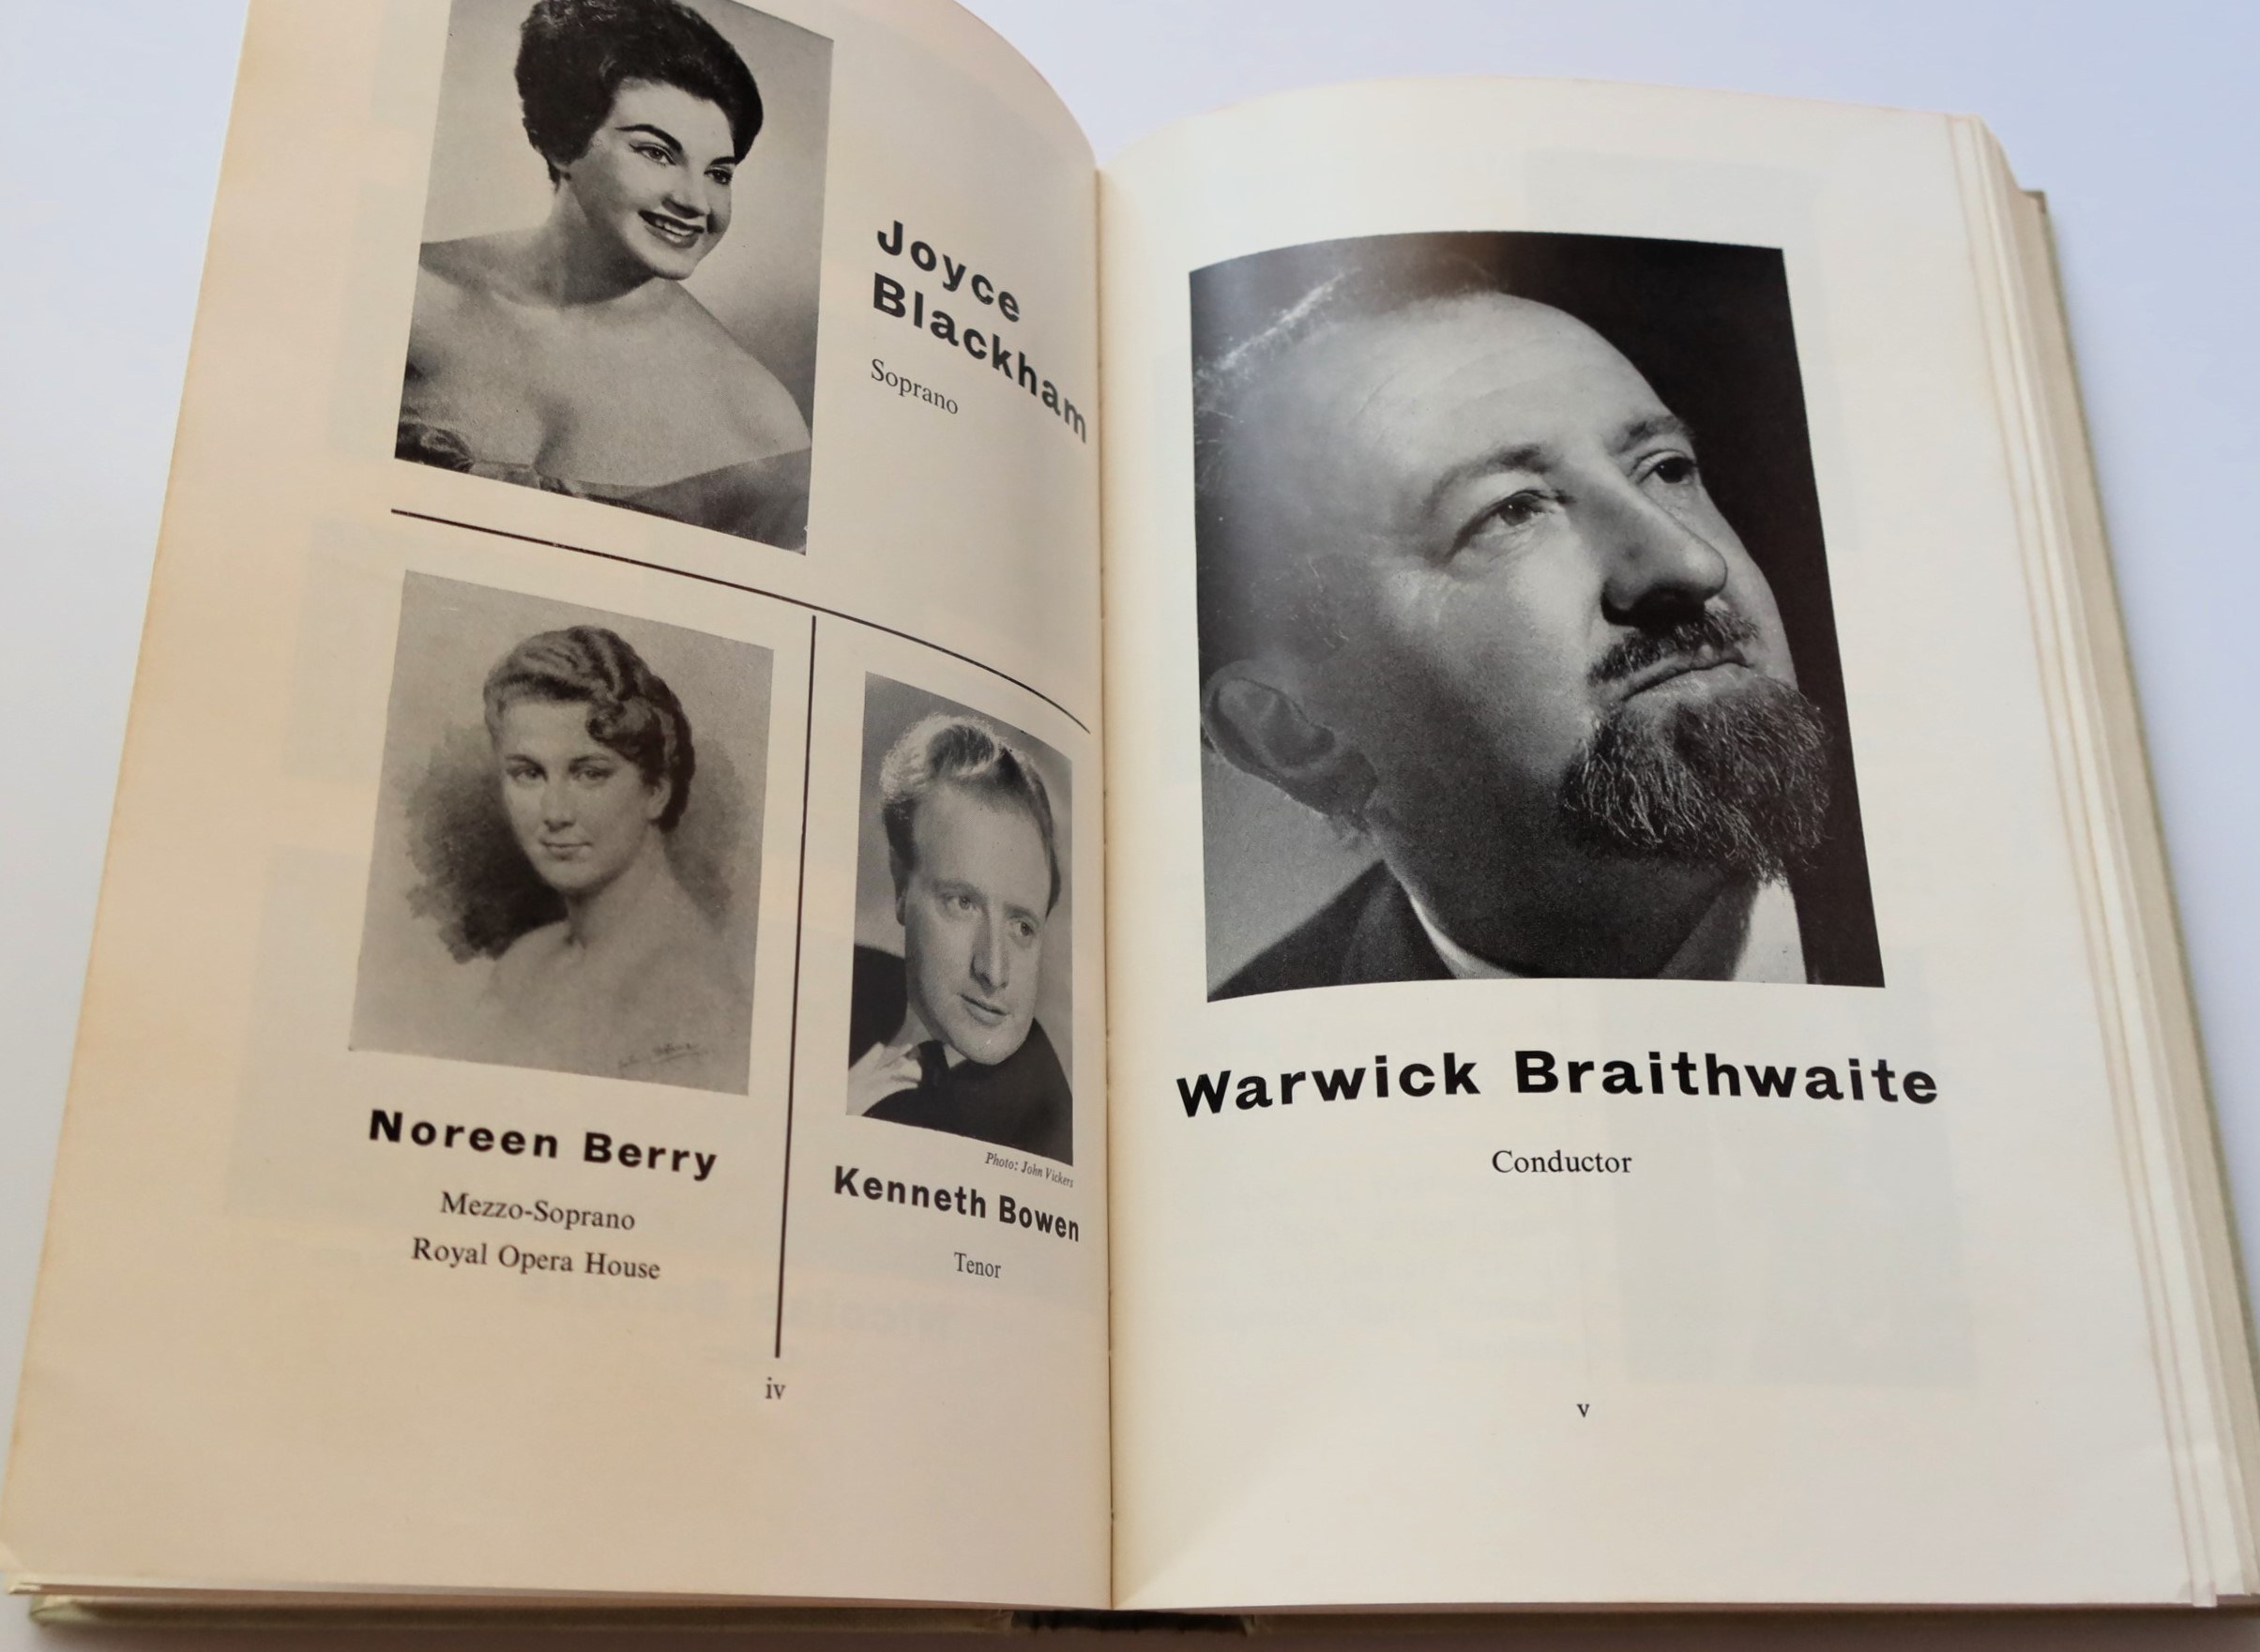 Joyce
Blackham
Soprano
Noreen Berry
Mezzo-Soprano
Royal Opera House
Photo: John Vickers
Kenneth Bowen
Tenor
iv
Warwick Braithwaite
Conductor
v